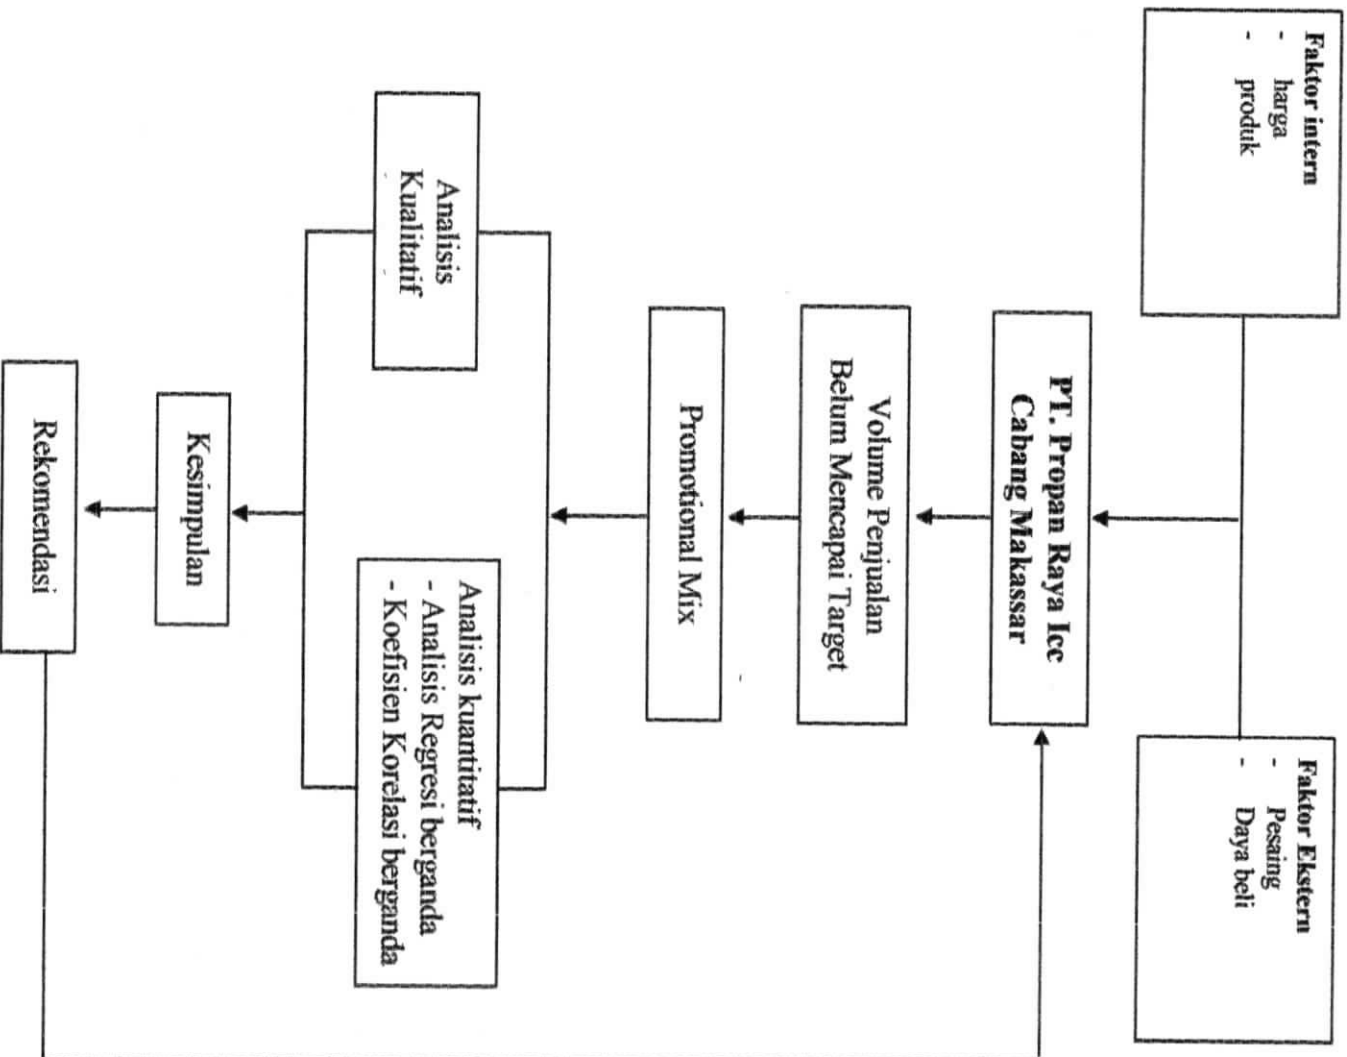 Faktor intern
- harga
- produk
Faktor Ekstern
- Pesaing
- Daya beli
PT. Propan Raya Icc
Cabang Makassar
Volume Penjualan
Belum Mencapai Target
Promotional Mix
Analisis
Kualitatif
Analisis kuantitatif
- Analisis Regresi berganda
- Koefisien Korelasi berganda
Kesimpulan
Rekomendasi